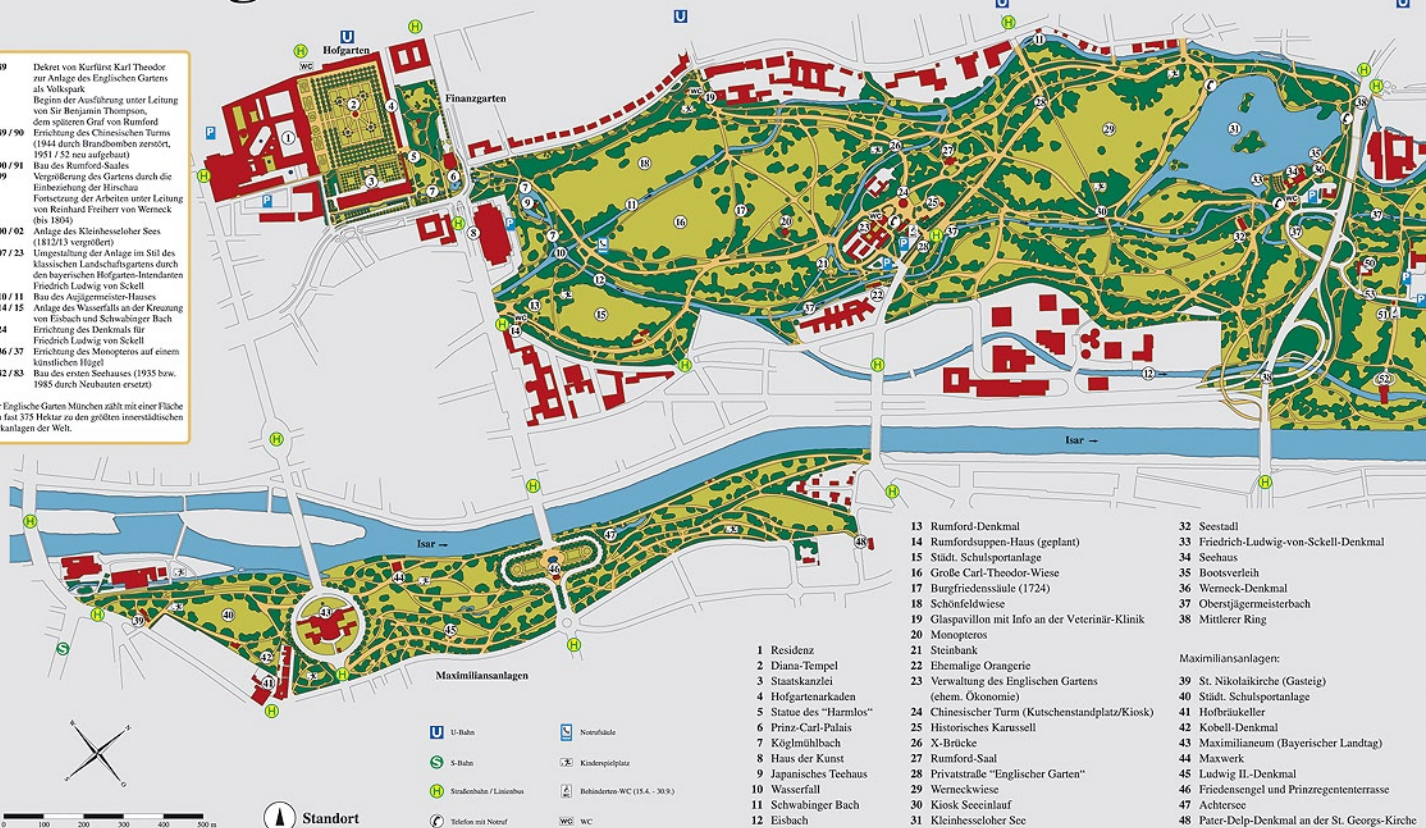 Hofgarten
Finanzgarten
Dekret von Kurfürst Karl Theodor
zur Anlage des Englischen Gartens
als Volkspark
Beginn der Ausführung unter Leitung
von Sir Benjamin Thompson,
dem späteren Graf von Rumford
Errichtung des Chinesischen Turms
(1944 durch Brandbomben zerstört,
1951 / 52 neu aufgebaut)
Bau des Rumford-Saales
Vergrößerung des Gartens durch die
Einbeziehung der Hirschau
Fortsetzung der Arbeiten unter Leitung
von Reinhard Freiherr von Werneck
(bis 1804)
Anlage des Kleinhesseloher Sees
(1812/13 vergrößert)
Umgestaltung der Anlage im Stil des
klassischen Landschaftsgartens durch
den bayerischen Hofgarten-Intendanten
Friedrich Ludwig von Sckell
Bau des Aujägermeister-Hauses
Anlage des Wasserfalls an der Kreuzung
von Eisbach und Schwabinger Bach
Errichtung des Denkmals für
Friedrich Ludwig von Sckell
Errichtung des Monopteros auf einem
künstlichen Hügel
Bau des ersten Seehauses (1935 bzw.
1985 durch Neubauten ersetzt)
Englische Garten München zählt mit einer Fläche
fast 375 Hektar zu den größten innerstädtischen
der Welt.
Isar →
Isar →
Maximiliansanlagen
U-Bahn
S-Bahn
Straßenbahn / Linienbus
Telefon mit Notruf
Notrufsäule
Kinderspielplatz
Behinderten-WC (15.4. - 30.9.)
WC WC
0 100 200 300 400 500 m
Standort
1 Residenz
2 Diana-Tempel
3 Staatskanzlei
4 Hofgartenarkaden
5 Statue des "Harmlos"
6 Prinz-Carl-Palais
7 Köglmühlbach
8 Haus der Kunst
9 Japanisches Teehaus
10 Wasserfall
11 Schwabinger Bach
12 Eisbach
13 Rumford-Denkmal
14 Rumfordsuppen-Haus (geplant)
15 Städt. Schulsportanlage
16 Große Carl-Theodor-Wiese
17 Burgfriedenssäule (1724)
18 Schönfeldwiese
19 Glaspavillon mit Info an der Veterinär-Klinik
20 Monopteros
21 Steinbank
22 Ehemalige Orangerie
23 Verwaltung des Englischen Gartens
(ehem. Ökonomie)
24 Chinesischer Turm (Kutschenstandplatz/Kiosk)
25 Historisches Karussell
26 X-Brücke
27 Rumford-Saal
28 Privatstraße "Englischer Garten"
29 Werneckwiese
30 Kiosk Seeeinlauf
31 Kleinhesseloher See
32 Seestadl
33 Friedrich-Ludwig-von-Sckell-Denkmal
34 Seehaus
35 Bootsverleih
36 Werneck-Denkmal
37 Oberstjägermeisterbach
38 Mittlerer Ring
Maximiliansanlagen:
39 St. Nikolaikirche (Gasteig)
40 Städt. Schulsportanlage
41 Hofbräukeller
42 Kobell-Denkmal
43 Maximilianeum (Bayerischer Landtag)
44 Maxwerk
45 Ludwig II.-Denkmal
46 Friedensengel und Prinzregententerrasse
47 Achtersee
48 Pater-Delp-Denkmal an der St. Georgs-Kirche